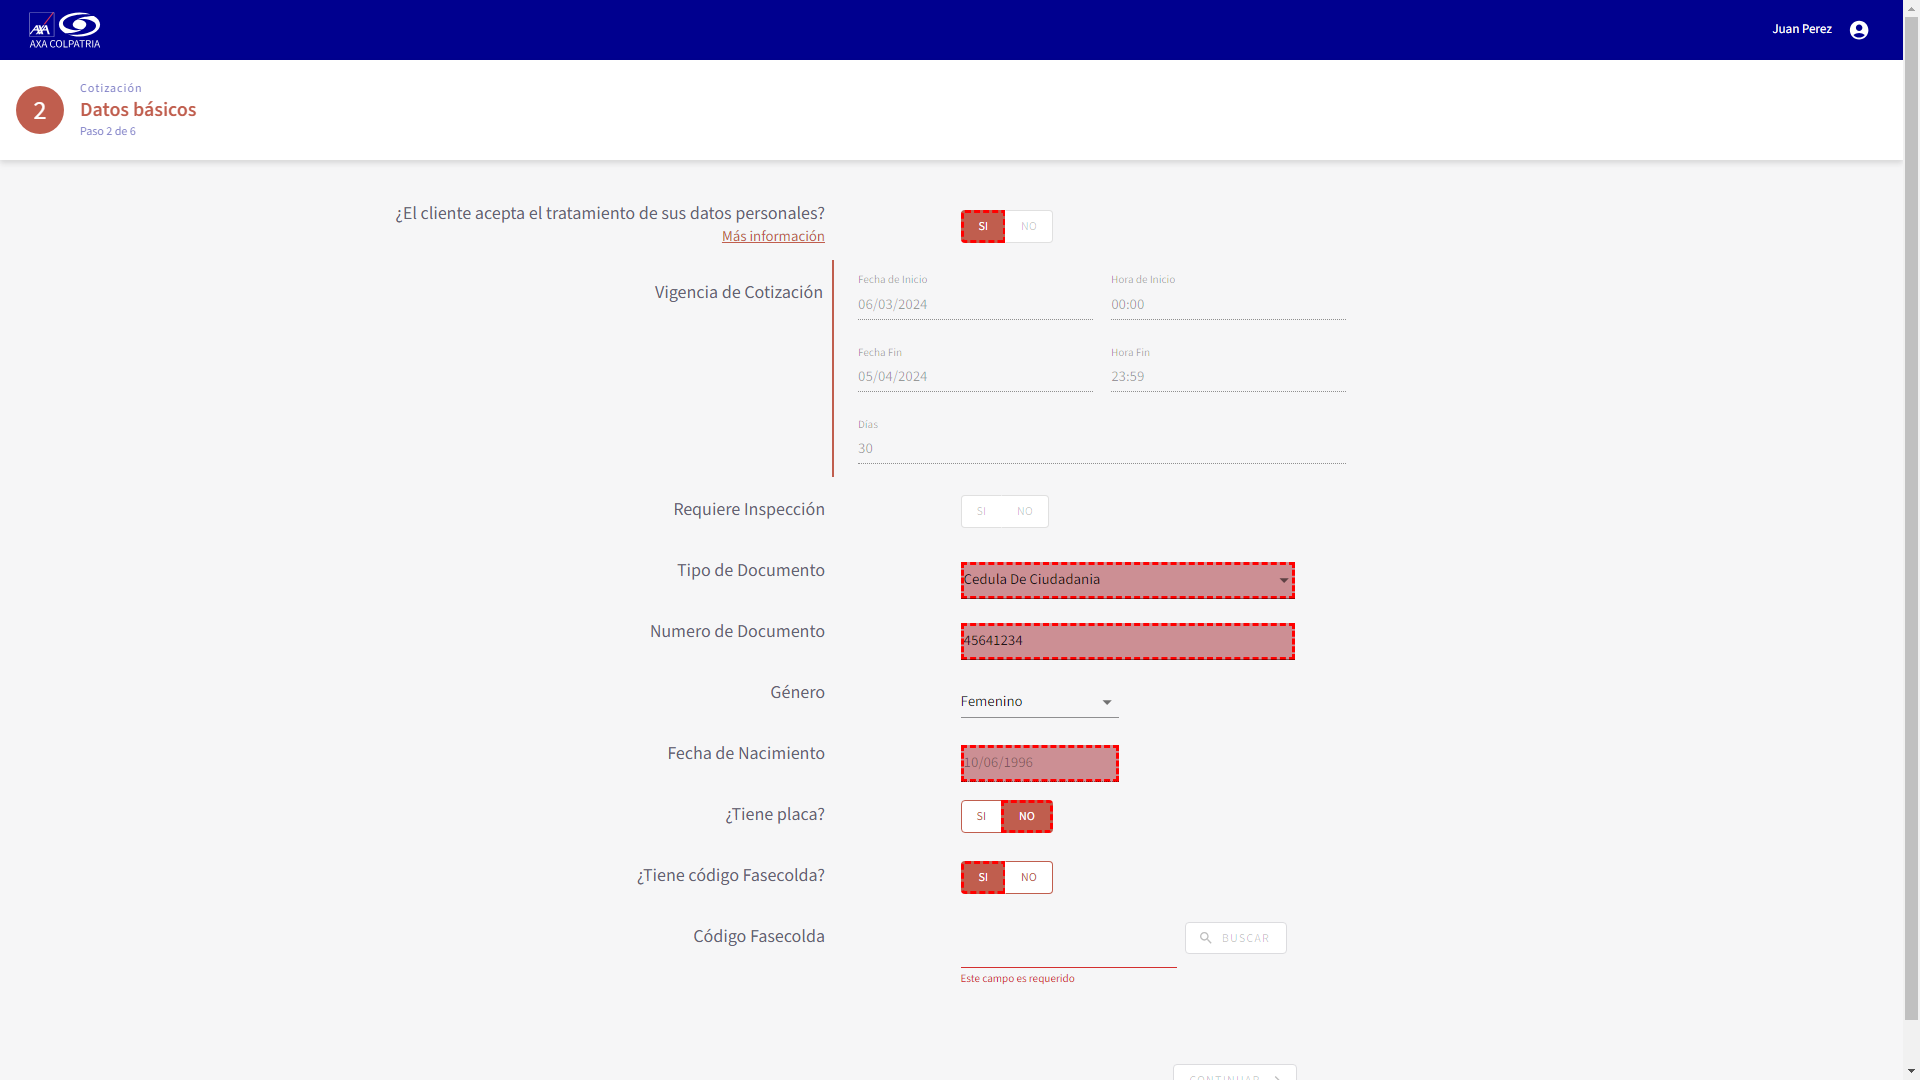 AXA
AXA COLPATRIA
Juan Perez
2
Cotización
Datos básicos
Paso 2 de 6
¿El cliente acepta el tratamiento de sus datos personales?
Más información
SI NO
Vigencia de Cotización
Fecha de Inicio Hora de Inicio
06/03/2024 00:00
Fecha Fin Hora Fin
05/04/2024 23:59
Días
30
Requiere Inspección
SI NO
Tipo de Documento
Cedula De Ciudadania
Numero de Documento
45641234
Género
Femenino
Fecha de Nacimiento
10/06/1996
¿Tiene placa?
SI NO
¿Tiene código Fasecolda?
SI NO
Código Fasecolda
BUSCAR
Este campo es requerido
CONTINUAR